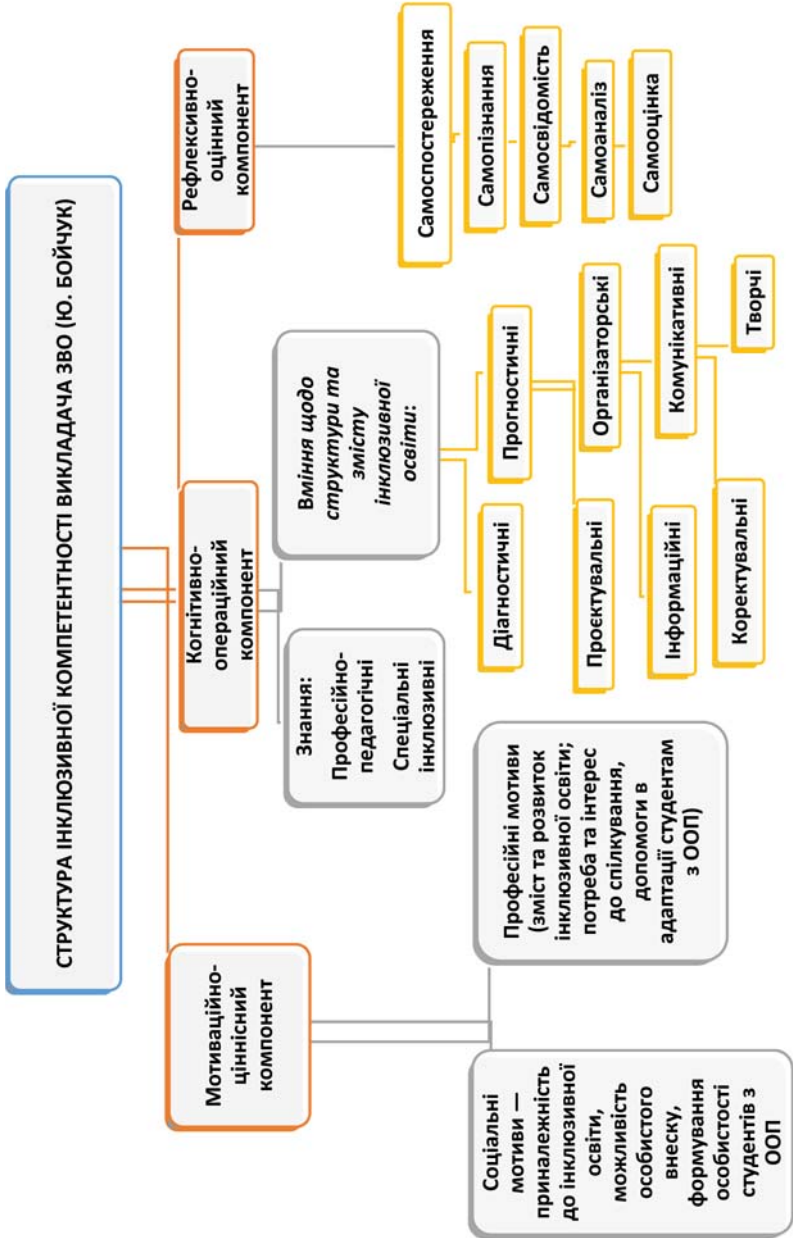 СТРУКТУРА ІНКЛЮЗИВНОЇ КОМПЕТЕНТНОСТІ ВИКЛАДАЧА ЗВО (Ю. БОЙЧУК)
Мотиваційно-
ціннісний
компонент
Соціальні
мотиви —
приналежність
до інклюзивної
освіти,
можливість
особистого
внеску,
формування
особистості
студентів з
ООП
Професійні мотиви
(зміст та розвиток
інклюзивної освіти;
потреба та інтерес
до спілкування,
допомоги в
адаптації студентам
з ООП)
Когнітивно-
операційний
компонент
Знання:
Професійно-
педагогічні
Спеціальні
інклюзивні
Вміння щодо
структури та
змісту
інклюзивної
освіти:
Діагностичні
Прогностичні
Проєктувальні
Організаторські
Інформаційні
Комунікативні
Коректувальні
Творчі
Рефлексивно-
оцінний
компонент
Самоспостереження
Самопізнання
Самосвідомість
Самоаналіз
Самооцінка